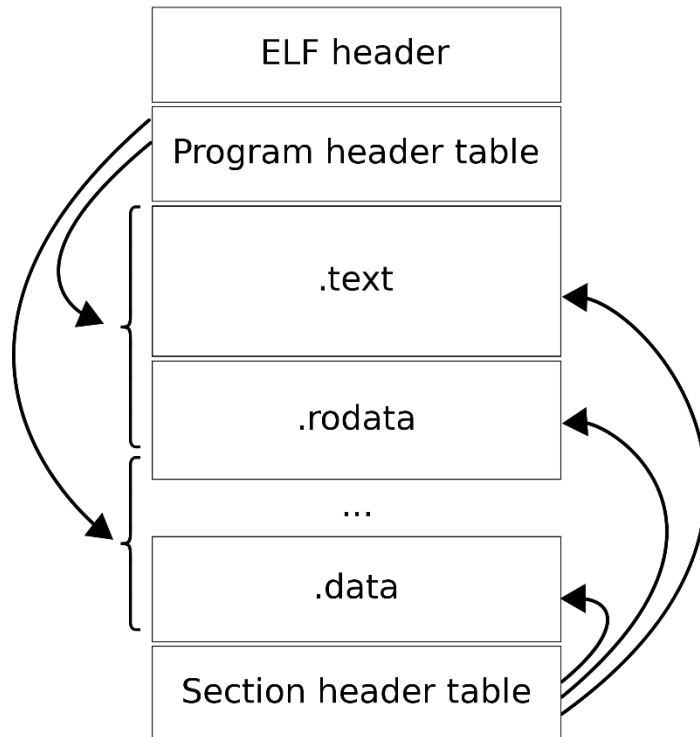 ELF header
Program header table
.text
.rodata
...
.data
Section header table